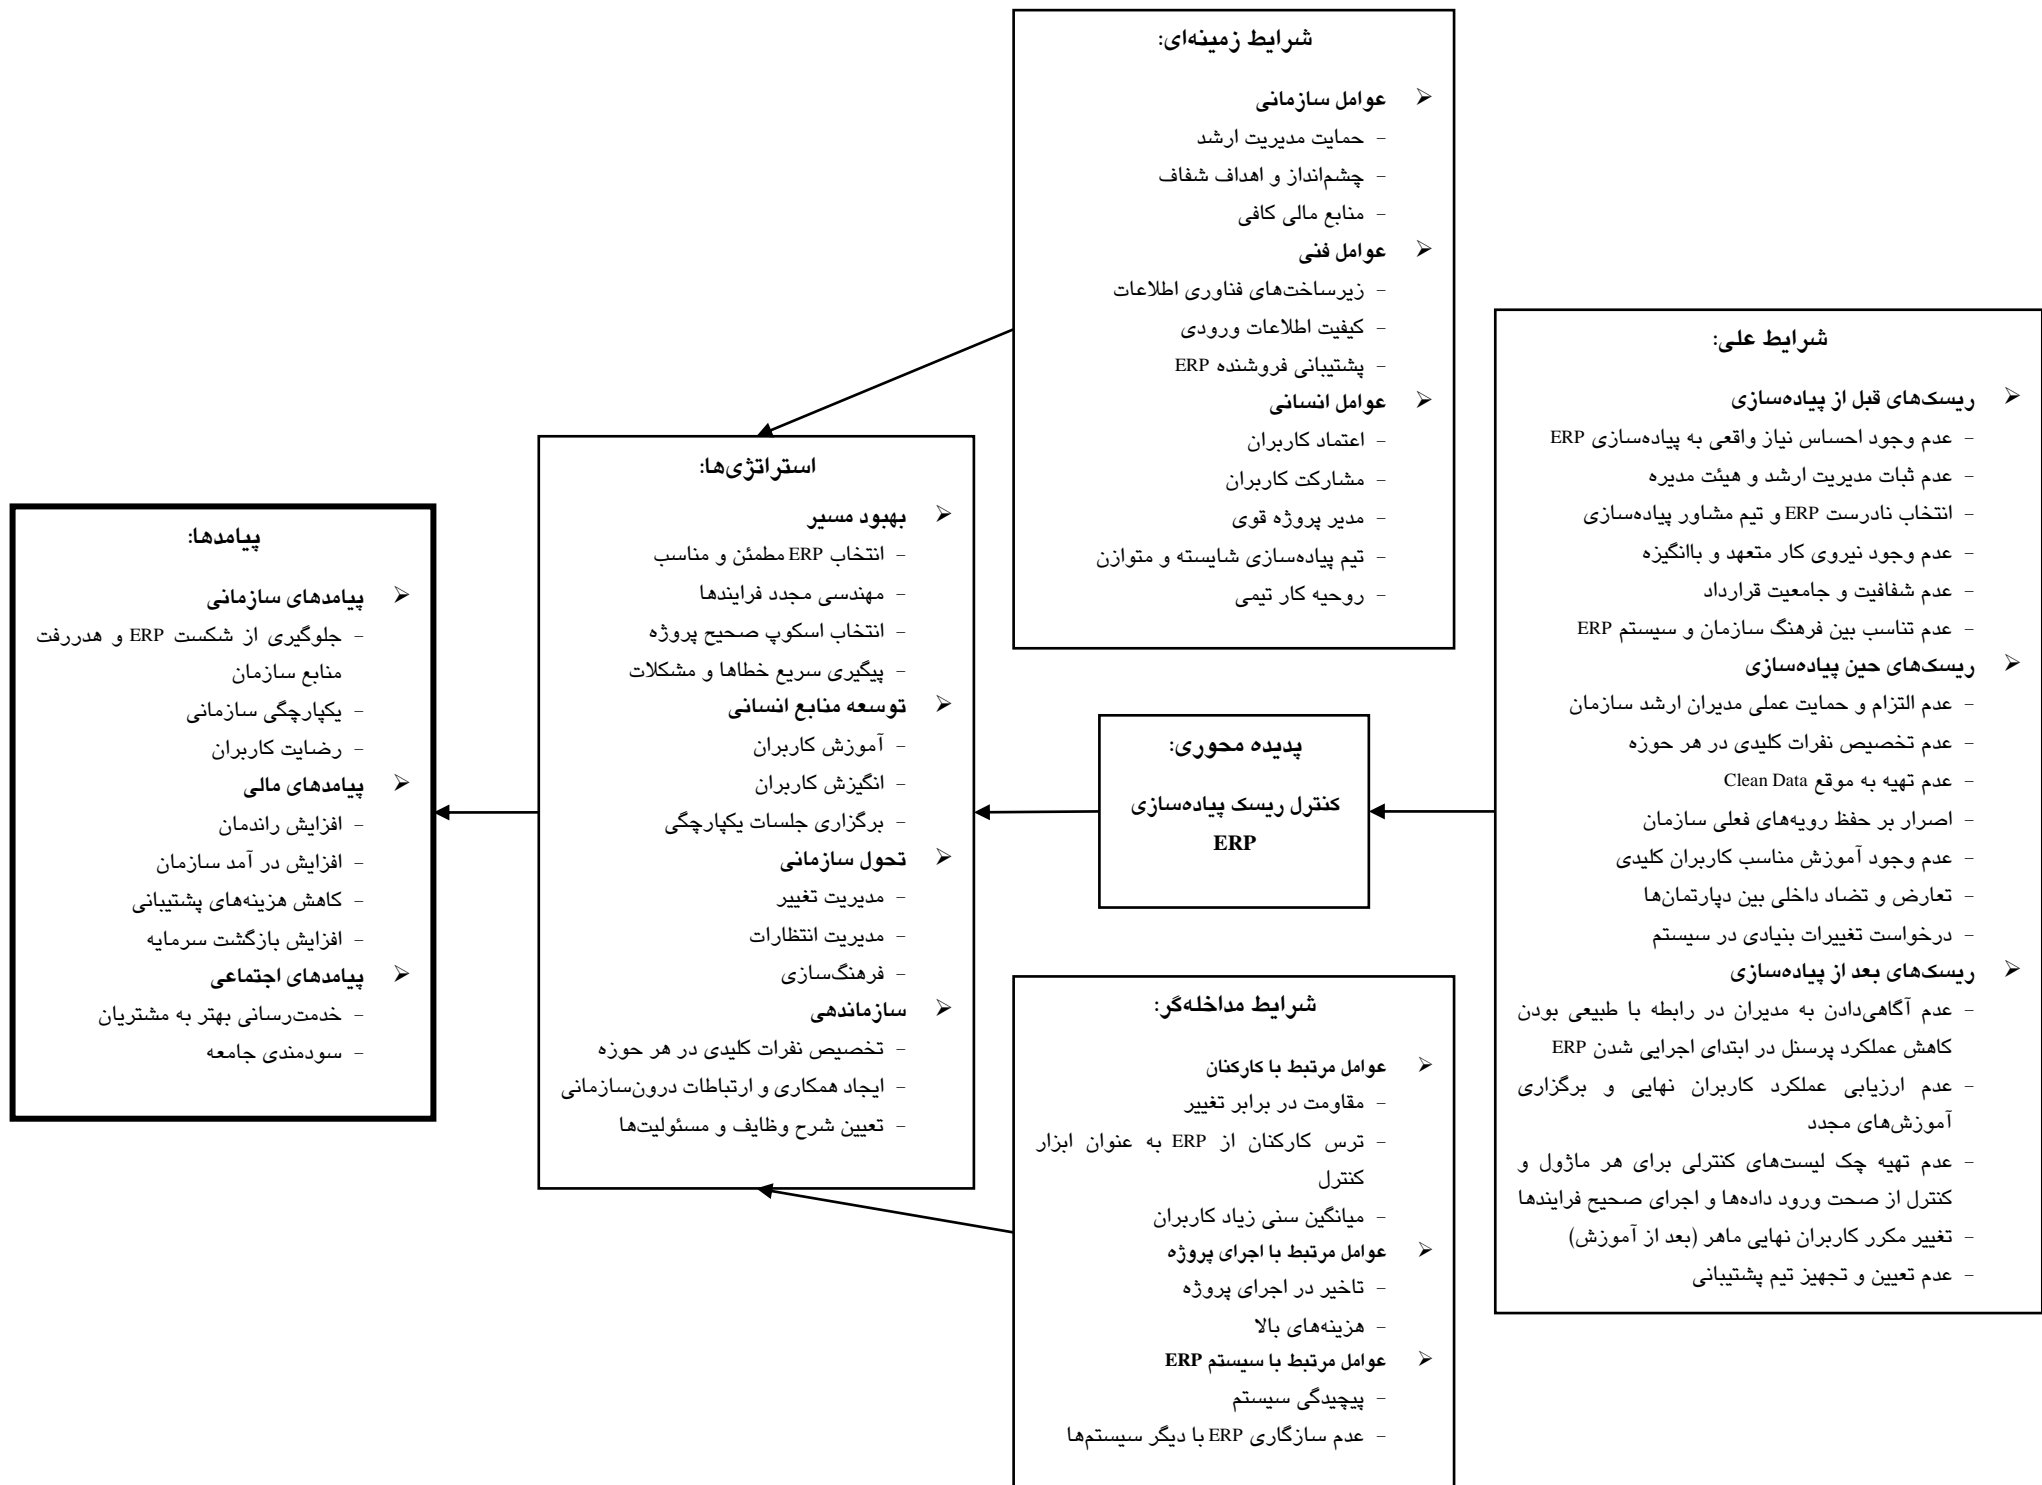 شرایط زمینه‌ای:
⮚ عوامل سازمانی
- حمایت مدیریت ارشد
- چشم‌انداز و اهداف شفاف
- منابع مالی کافی
⮚ عوامل فنی
- زیرساخت‌های فناوری اطلاعات
- کیفیت اطلاعات ورودی
- پشتیبانی فروشنده ERP
⮚ عوامل انسانی
- اعتماد کاربران
- مشارکت کاربران
- مدیر پروژه قوی
- تیم پیاده‌سازی شایسته و متوازن
- روحیه کار تیمی
شرایط علی:
⮚ ریسک‌های قبل از پیاده‌سازی
- عدم وجود احساس نیاز واقعی به پیاده‌سازی ERP
- عدم ثبات مدیریت ارشد و هیئت مدیره
- انتخاب نادرست ERP و تیم مشاور پیاده‌سازی
- عدم وجود نیروی کار متعهد و باانگیزه
- عدم شفافیت و جامعیت قرارداد
- عدم تناسب بین فرهنگ سازمان و سیستم ERP
⮚ ریسک‌های حین پیاده‌سازی
- عدم التزام و حمایت عملی مدیران ارشد سازمان
- عدم تخصیص نفرات کلیدی در هر حوزه
- عدم تهیه به موقع Clean Data
- اصرار بر حفظ رویه‌های فعلی سازمان
- عدم وجود آموزش مناسب کاربران کلیدی
- تعارض و تضاد داخلی بین دپارتمان‌ها
- درخواست تغییرات بنیادی در سیستم
⮚ ریسک‌های بعد از پیاده‌سازی
- عدم آگاهی‌دادن به مدیران در رابطه با طبیعی بودن
کاهش عملکرد پرسنل در ابتدای اجرایی شدن ERP
- عدم ارزیابی عملکرد کاربران نهایی و برگزاری
آموزش‌های مجدد
- عدم تهیه چک لیست‌های کنترلی برای هر ماژول و
کنترل از صحت ورود داده‌ها و اجرای صحیح فرایندها
- تغییر مکرر کاربران نهایی ماهر (بعد از آموزش)
- عدم تعیین و تجهیز تیم پشتیبانی
پدیده محوری:
کنترل ریسک پیاده‌سازی
ERP
شرایط مداخله‌گر:
⮚ عوامل مرتبط با کارکنان
- مقاومت در برابر تغییر
- ترس کارکنان از ERP به عنوان ابزار
کنترل
- میانگین سنی زیاد کاربران
⮚ عوامل مرتبط با اجرای پروژه
- تاخیر در اجرای پروژه
- هزینه‌های بالا
⮚ عوامل مرتبط با سیستم ERP
- پیچیدگی سیستم
- عدم سازگاری ERP با دیگر سیستم‌ها
استراتژی‌ها:
⮚ بهبود مسیر
- انتخاب ERP مطمئن و مناسب
- مهندسی مجدد فرایندها
- انتخاب اسکوپ صحیح پروژه
- پیگیری سریع خطاها و مشکلات
⮚ توسعه منابع انسانی
- آموزش کاربران
- انگیزش کاربران
- برگزاری جلسات یکپارچگی
⮚ تحول سازمانی
- مدیریت تغییر
- مدیریت انتظارات
- فرهنگ‌سازی
⮚ سازماندهی
- تخصیص نفرات کلیدی در هر حوزه
- ایجاد همکاری و ارتباطات درون‌سازمانی
- تعیین شرح وظایف و مسئولیت‌ها
پیامدها:
⮚ پیامدهای سازمانی
- جلوگیری از شکست ERP و هدررفت
منابع سازمان
- یکپارچگی سازمانی
- رضایت کاربران
⮚ پیامدهای مالی
- افزایش راندمان
- افزایش در آمد سازمان
- کاهش هزینه‌های پشتیبانی
- افزایش بازگشت سرمایه
⮚ پیامدهای اجتماعی
- خدمت‌رسانی بهتر به مشتریان
- سودمندی جامعه